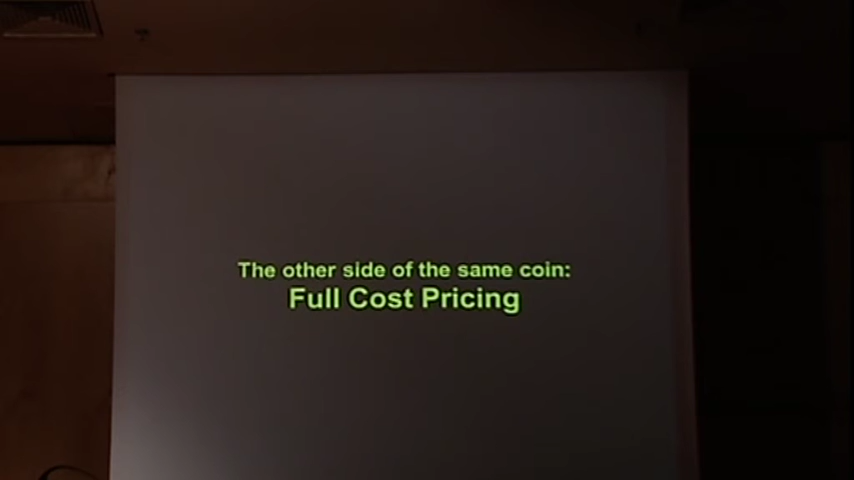 The other side of the same coin:
Full Cost Pricing